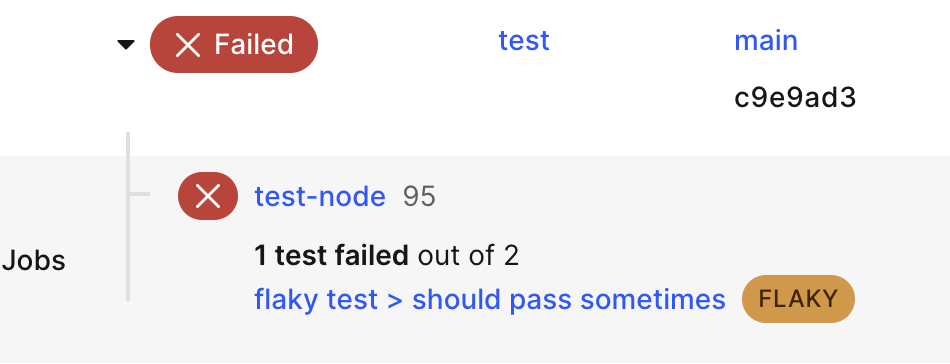 Failed test main
c9e9ad3
test-node 95
1 test failed out of 2
Jobs
flaky test > should pass sometimes FLAKY